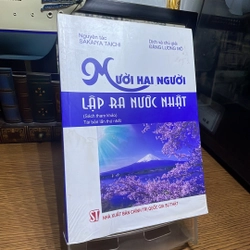 Nguyên tác
SAKAIYA TAICHI
Dịch và chú giải
ĐẶNG LƯƠNG MÔ
MƯỜI HAI NGƯỜI
LẬP RA NƯỚC NHẬT
(Sách tham khảo)
Tái bản lần thứ nhất
ST
NHÀ XUẤT BẢN CHÍNH TRỊ QUỐC GIA SỰ THẬT